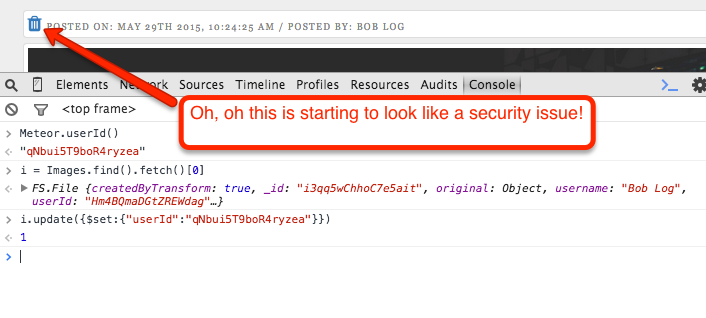 POSTED ON: MAY 29TH 2015, 10:24:25 AM / POSTED BY: BOB LOG
Elements Network Sources Timeline Profiles Resources Audits Console
<top frame>
Oh, oh this is starting to look like a security issue!
Meteor.userId()
"qNbui5T9boR4ryzea"
i = Images.find().fetch()[0]
FS.File {createdByTransform: true, _id: "i3qq5wChhoC7e5ait", original: Object, username: "Bob Log",
userId: "Hm4BQmaDGtZREWdag"…}
i.update({$set:{"userId":"qNbui5T9boR4ryzea"}})
1